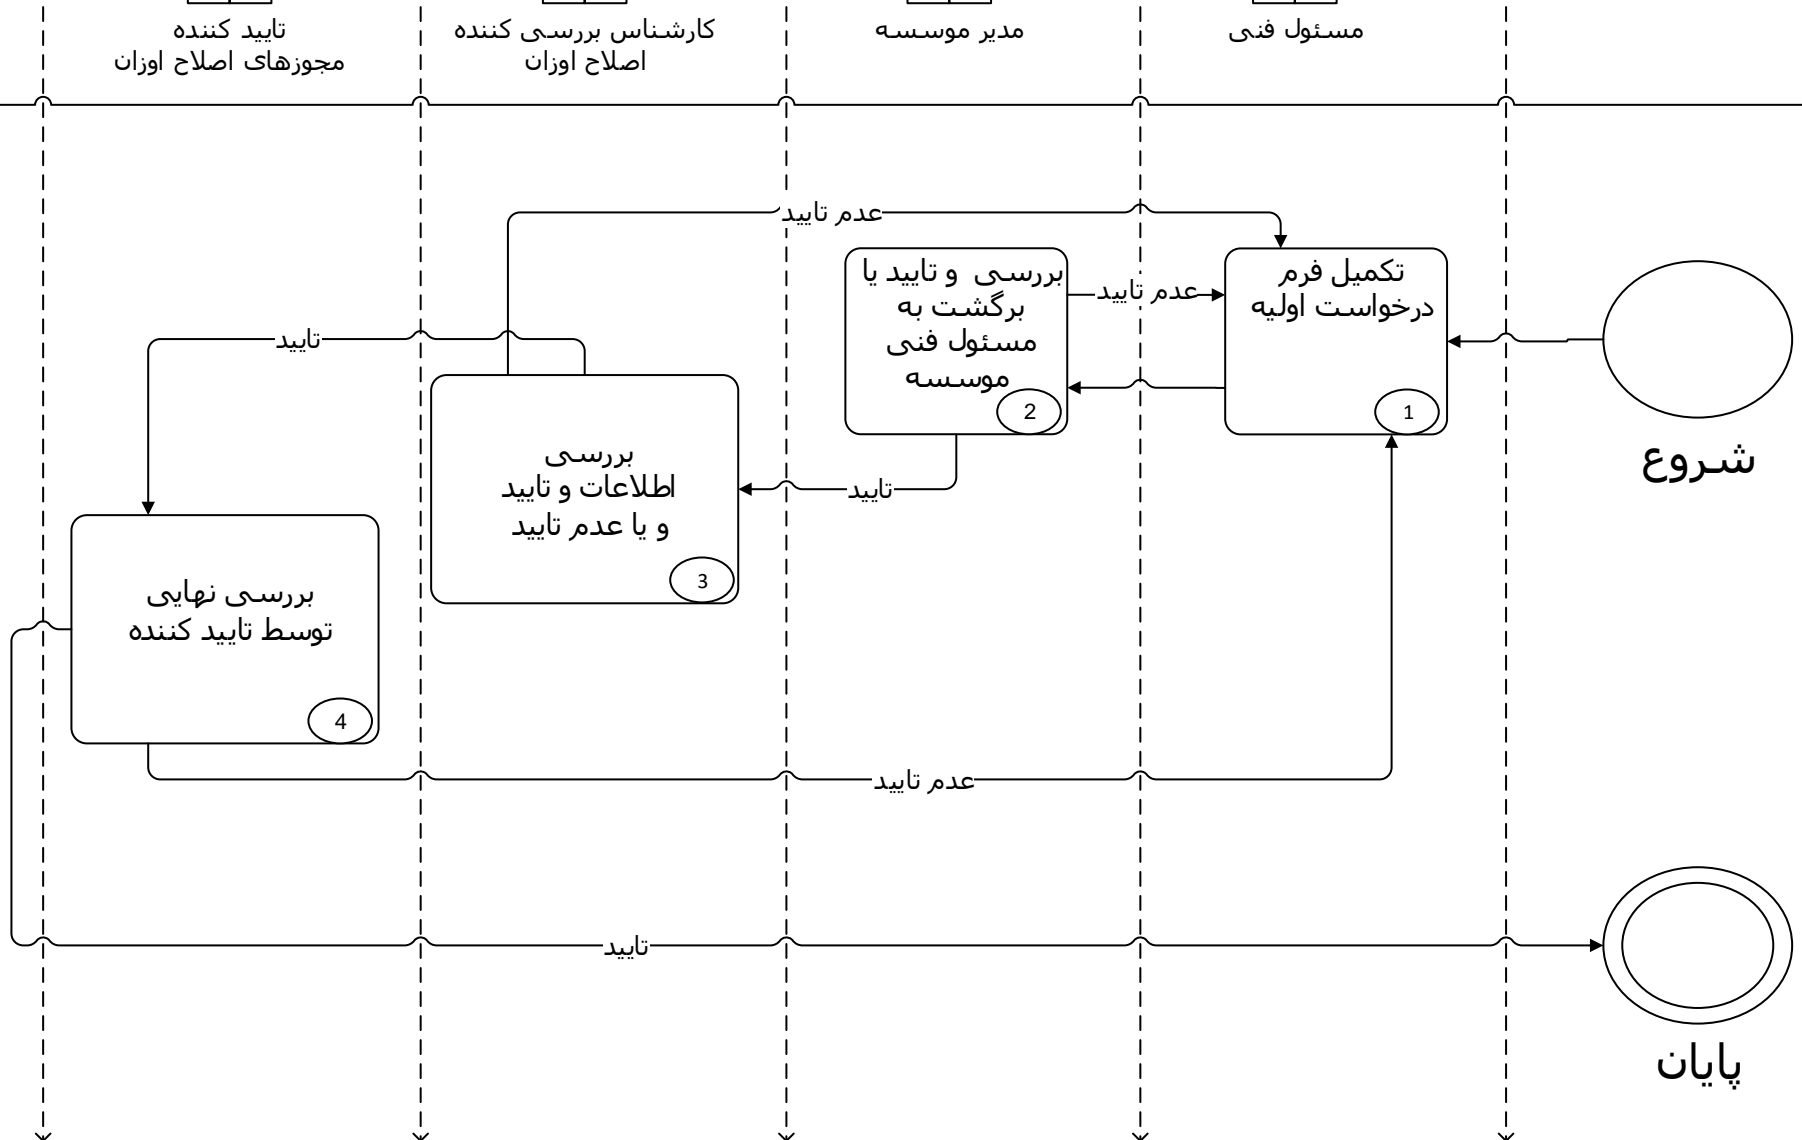 مسئول فنی
مدیر موسسه
کارشناس بررسی کننده
اصلاح اوزان
تایید کننده
مجوزهای اصلاح اوزان
عدم تایید
تکمیل فرم
درخواست اولیه
1
عدم تایید
بررسی و تایید یا
برگشت به
مسئول فنی
موسسه
2
شروع
تایید
تایید
بررسی
اطلاعات و تایید
و یا عدم تایید
3
بررسی نهایی
توسط تایید کننده
4
عدم تایید
تایید
پایان